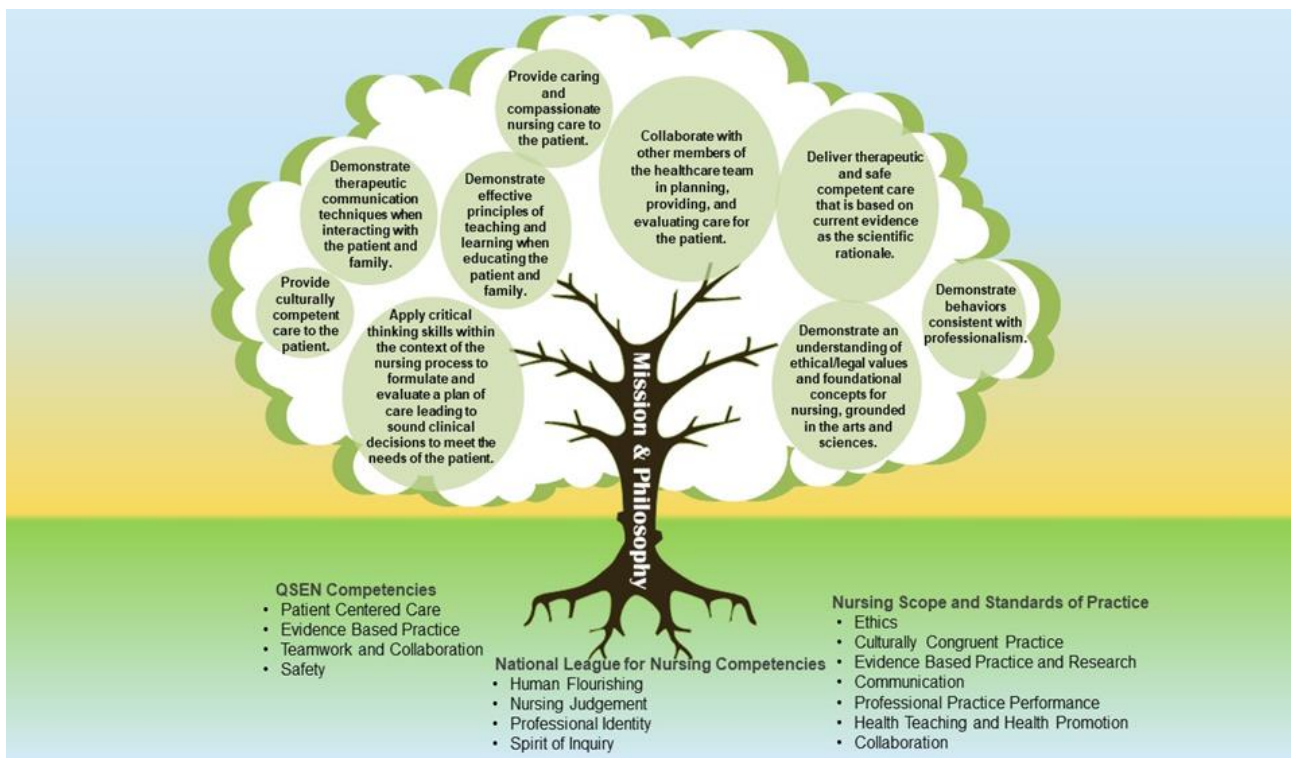 Provide caring
and
compassionate
nursing care to
the patient.
Collaborate with
other members of
the healthcare team
in planning,
providing, and
evaluating care for
the patient.
Deliver therapeutic
and safe
competent care
that is based on
current evidence
as the scientific
rationale.
Demonstrate
therapeutic
communication
techniques when
interacting with
the patient and
family.
Demonstrate
effective
principles of
teaching and
learning when
educating the
patient and
family.
Provide
culturally
competent
care to the
patient.
Apply critical
thinking skills within
the context of the
nursing process to
formulate and
evaluate a plan of
care leading to
sound clinical
decisions to meet the
needs of the patient.
Demonstrate
behaviors
consistent with
professionalism.
Demonstrate an
understanding of
ethical/legal values
and foundational
concepts for
nursing, grounded
in the arts and
sciences.
Mission & Philosophy
QSEN Competencies
• Patient Centered Care
• Evidence Based Practice
• Teamwork and Collaboration
• Safety
National League for Nursing Competencies
• Human Flourishing
• Nursing Judgement
• Professional Identity
• Spirit of Inquiry
Nursing Scope and Standards of Practice
• Ethics
• Culturally Congruent Practice
• Evidence Based Practice and Research
• Communication
• Professional Practice Performance
• Health Teaching and Health Promotion
• Collaboration